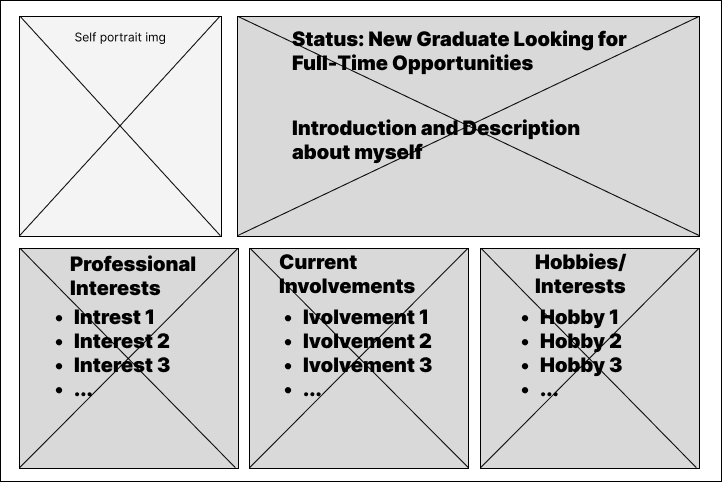 Self portrait img
Status: New Graduate Looking for
Full-Time Opportunities
Introduction and Description
about myself
Professional
Interests
• Intrest 1
• Interest 2
• Interest 3
• ...
Current
Involvements
• Ivolvement 1
• Ivolvement 2
• Ivolvement 3
• ...
Hobbies/
Interests
• Hobby 1
• Hobby 2
• Hobby 3
• ...